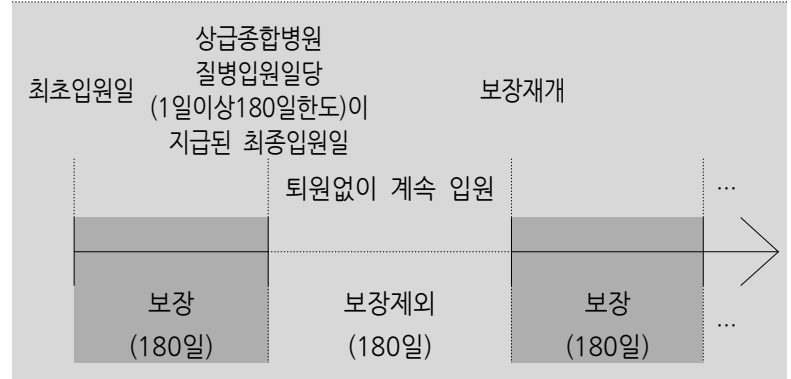 최초입원일
상급종합병원
질병입원일당
(1일이상180일한도)이
지급된 최종입원일
보장재개
퇴원없이 계속 입원
…
보장
(180일)
보장제외
(180일)
보장
(180일)
…